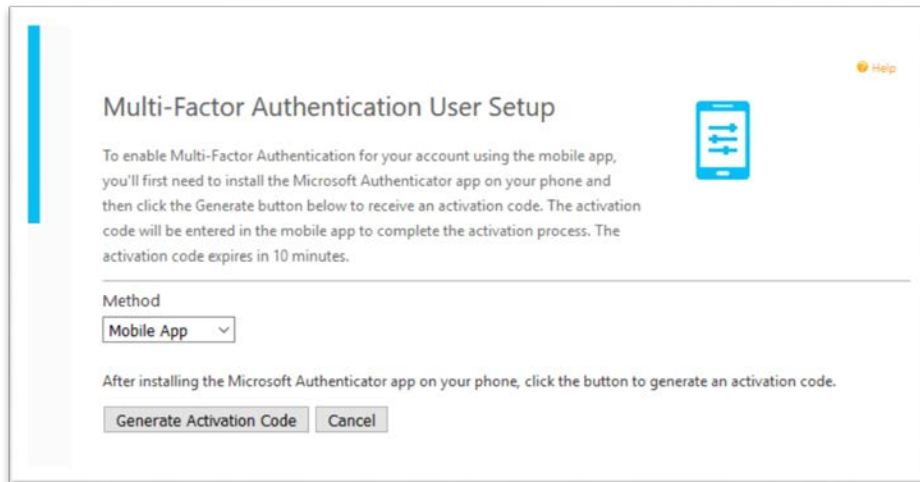 Help
Multi-Factor Authentication User Setup
To enable Multi-Factor Authentication for your account using the mobile app,
you'll first need to install the Microsoft Authenticator app on your phone and
then click the Generate button below to receive an activation code. The activation
code will be entered in the mobile app to complete the activation process. The
activation code expires in 10 minutes.
Method
Mobile App
After installing the Microsoft Authenticator app on your phone, click the button to generate an activation code.
Generate Activation Code Cancel